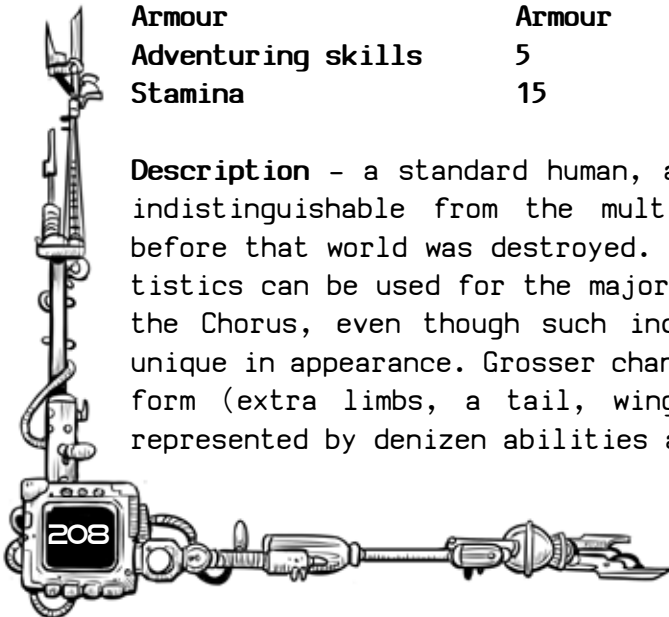 Armour Armour
Adventuring skills 5
Stamina 15
Description – a standard human, a
indistinguishable from the mult
before that world was destroyed.
tistics can be used for the major
the Chorus, even though such ind
unique in appearance. Grosser char
form (extra limbs, a tail, wing
represented by denizen abilities a
208